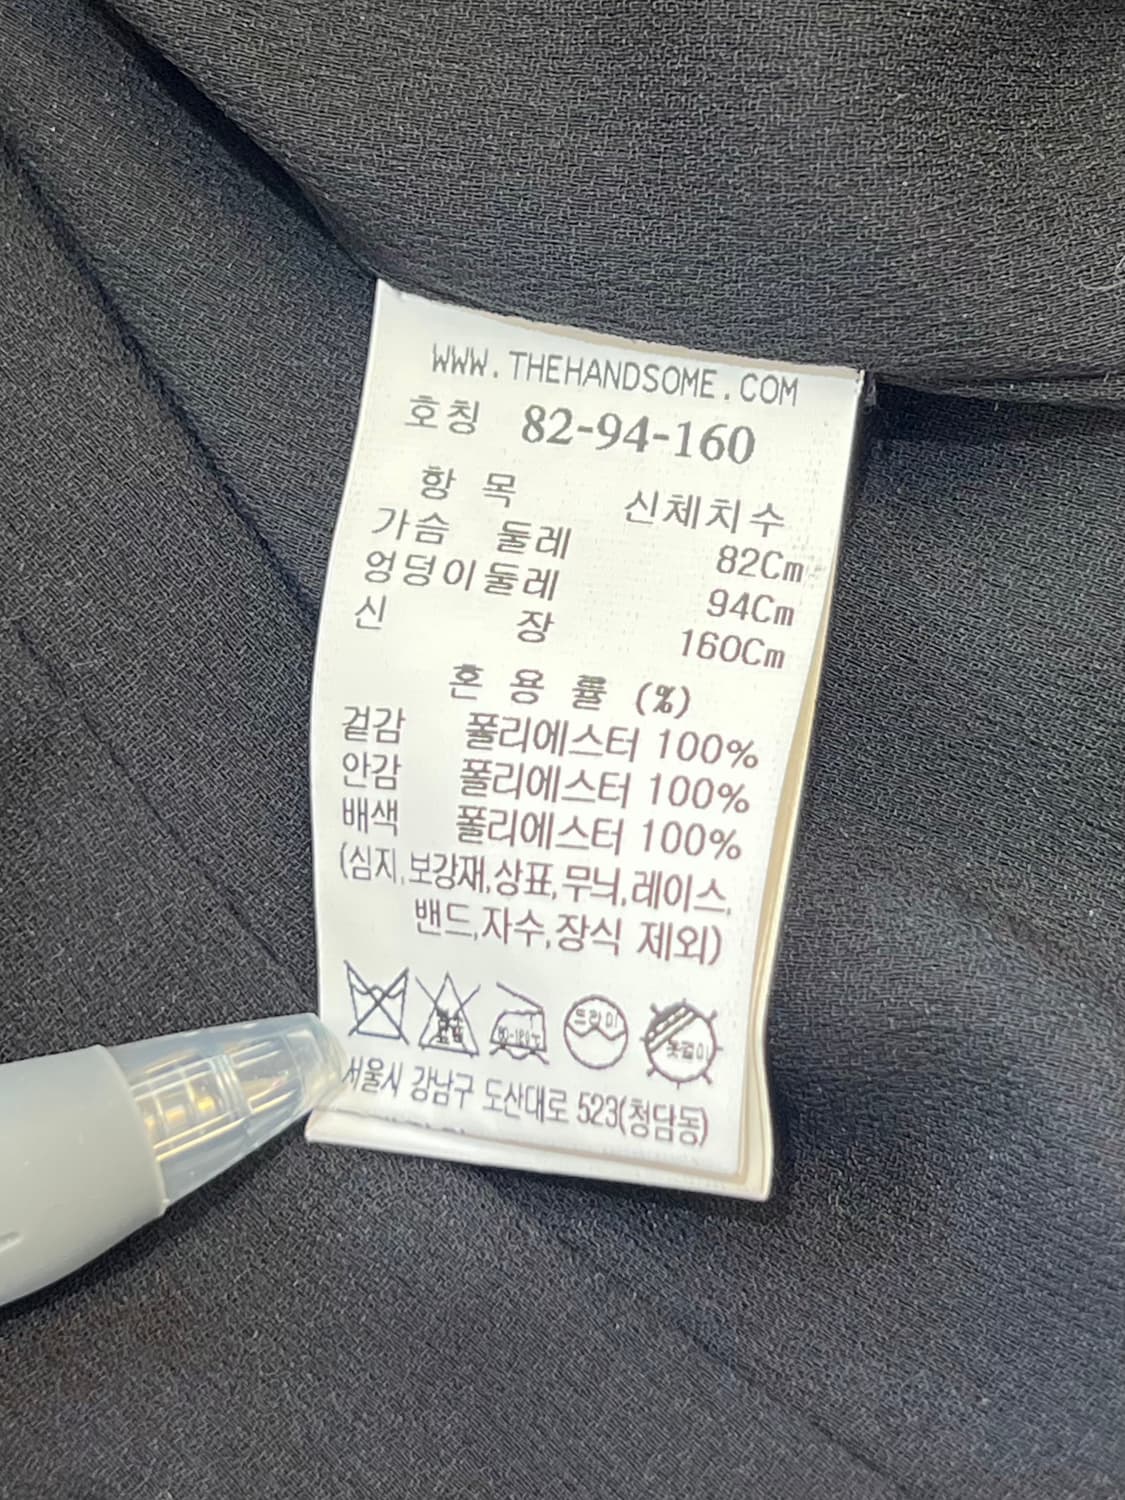 WWW.THEHANDSOME.COM
호칭 82-94-160
항 목 신체치수
가슴 둘레 82Cm
엉덩이둘레 94Cm
신 장 160Cm
혼 용 률 (%)
겉감 폴리에스터 100%
안감 폴리에스터 100%
배색 폴리에스터 100%
(심지,보강재,상표,무늬,레이스,
밴드,자수,장식 제외)
드라이 옷걸이
서울시 강남구 도산대로 523(청담동)